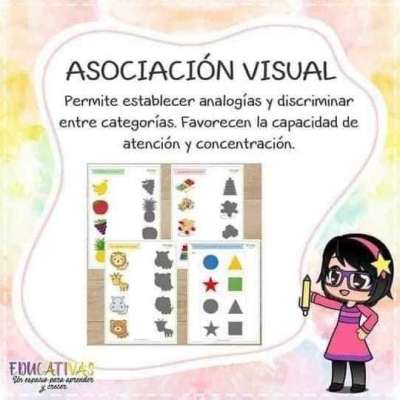 ASOCIACIÓN VISUAL
Permite establecer analogías y discriminar
entre categorías. Favorecen la capacidad de
atención y concentración.
EDUCATIVAS
Un espacio para aprender
y crecer